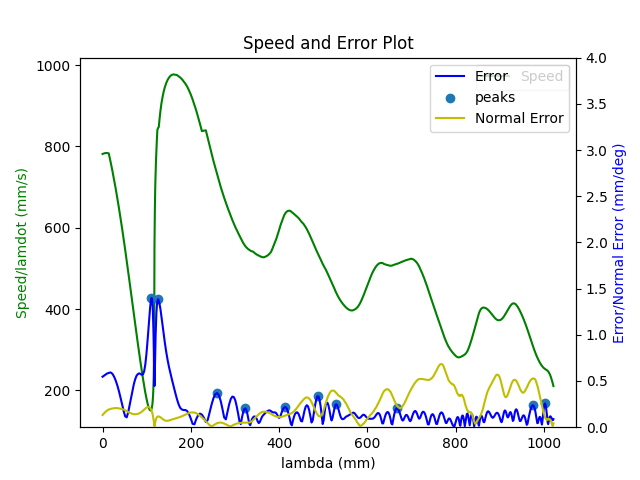 Speed and Error Plot
Speed/lamdot (mm/s)
1000
800
600
400
200
0
200
400
600
800
1000
lambda (mm)
4.0
3.5
3.0
2.5
2.0
1.5
1.0
0.5
0.0
Error/Normal Error (mm/deg)
Speed
Error
peaks
Normal Error